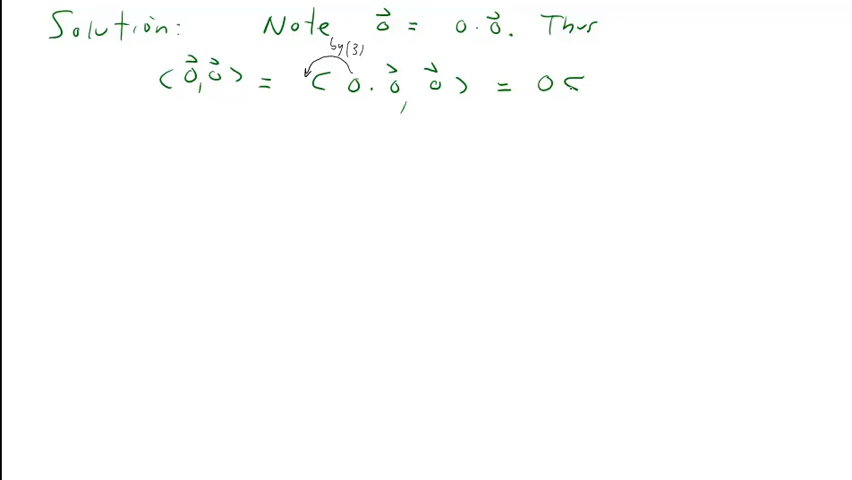 Solution: Note 0⃗ = 0·0⃗. Thus
by (3)
⟨0⃗, 0⃗⟩ = ⟨0·0⃗, 0⃗⟩ = 0⟨